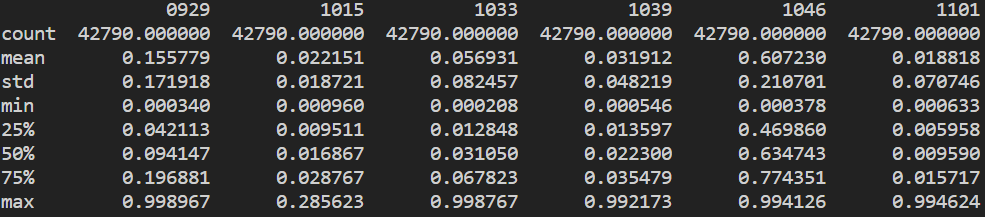 0929 1015 1033 1039 1046 1101
count 42790.000000 42790.000000 42790.000000 42790.000000 42790.000000 42790.000000
mean 0.155779 0.022151 0.056931 0.031912 0.607230 0.018818
std 0.171918 0.018721 0.082457 0.048219 0.210701 0.070746
min 0.000340 0.000960 0.000208 0.000546 0.000378 0.000633
25% 0.042113 0.009511 0.012848 0.013597 0.469860 0.005958
50% 0.094147 0.016867 0.031050 0.022300 0.634743 0.009590
75% 0.196881 0.028767 0.067823 0.035479 0.774351 0.015717
max 0.998967 0.285623 0.998767 0.992173 0.994126 0.994624